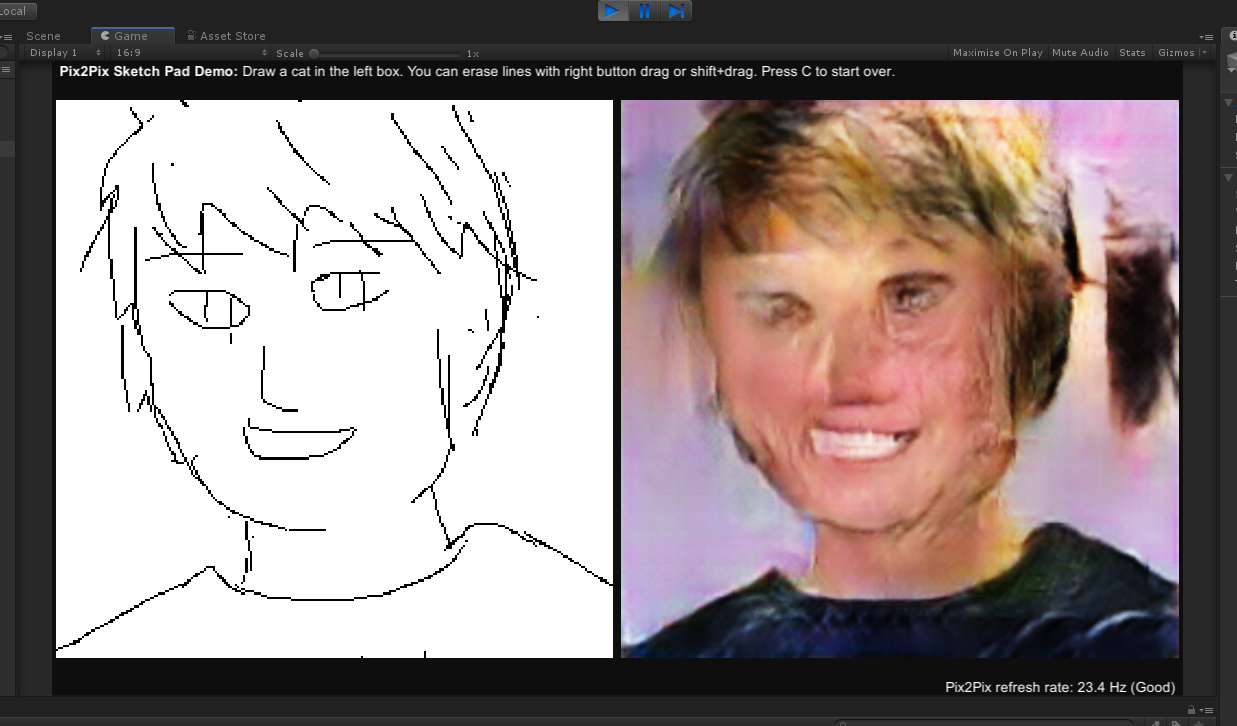 Local
Scene
Game
Asset Store
Display 1
16:9
Scale
1x
Maximize On Play
Mute Audio
Stats
Gizmos
Pix2Pix Sketch Pad Demo: Draw a cat in the left box. You can erase lines with right button drag or shift+drag. Press C to start over.
Pix2Pix refresh rate: 23.4 Hz (Good)